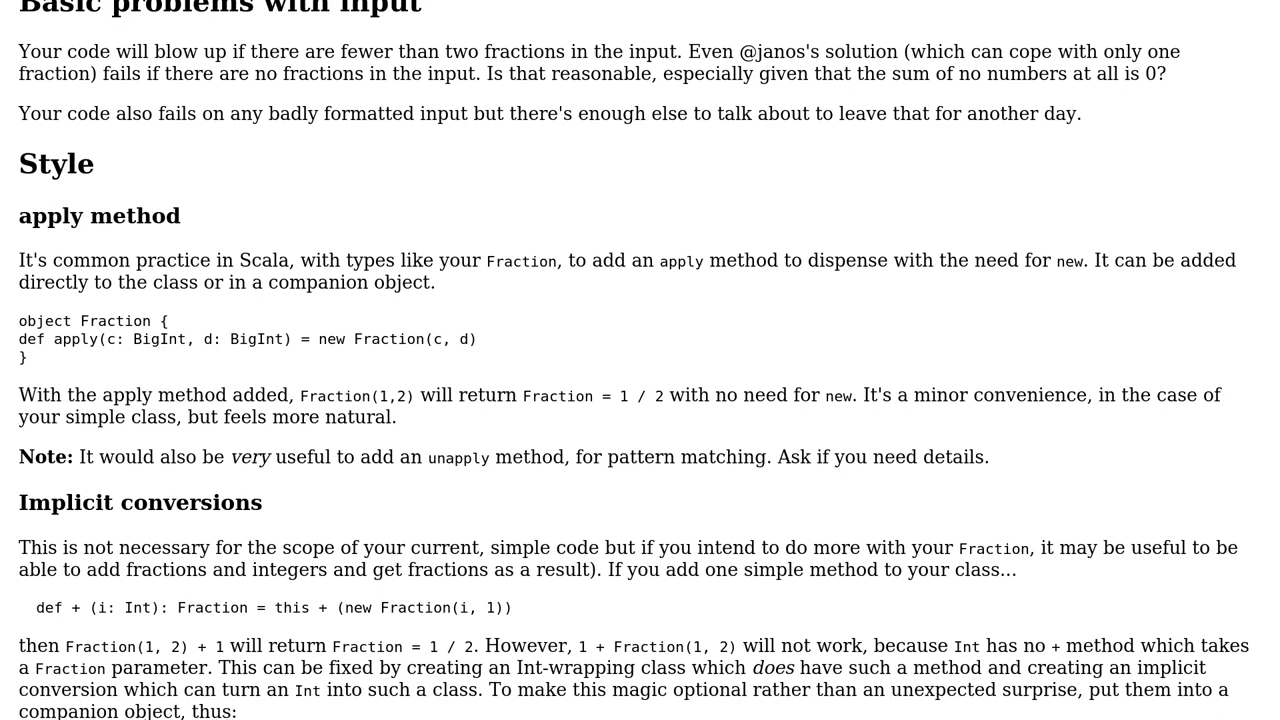 Basic problems with input
Your code will blow up if there are fewer than two fractions in the input. Even @janos's solution (which can cope with only one
fraction) fails if there are no fractions in the input. Is that reasonable, especially given that the sum of no numbers at all is 0?
Your code also fails on any badly formatted input but there's enough else to talk about to leave that for another day.
Style
apply method
It's common practice in Scala, with types like your Fraction, to add an apply method to dispense with the need for new. It can be added
directly to the class or in a companion object.
object Fraction {
def apply(c: BigInt, d: BigInt) = new Fraction(c, d)
}
With the apply method added, Fraction(1,2) will return Fraction = 1 / 2 with no need for new. It's a minor convenience, in the case of
your simple class, but feels more natural.
Note: It would also be very useful to add an unapply method, for pattern matching. Ask if you need details.
Implicit conversions
This is not necessary for the scope of your current, simple code but if you intend to do more with your Fraction, it may be useful to be
able to add fractions and integers and get fractions as a result). If you add one simple method to your class...
def + (i: Int): Fraction = this + (new Fraction(i, 1))
then Fraction(1, 2) + 1 will return Fraction = 1 / 2. However, 1 + Fraction(1, 2) will not work, because Int has no + method which takes
a Fraction parameter. This can be fixed by creating an Int-wrapping class which does have such a method and creating an implicit
conversion which can turn an Int into such a class. To make this magic optional rather than an unexpected surprise, put them into a
companion object, thus: